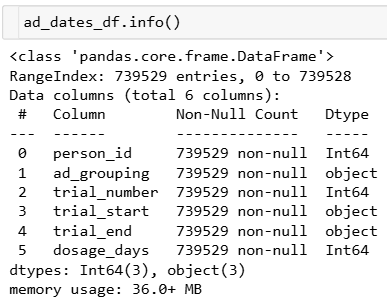 ad_dates_df.info()
<class 'pandas.core.frame.DataFrame'>
RangeIndex: 739529 entries, 0 to 739528
Data columns (total 6 columns):
 #   Column        Non-Null Count   Dtype
---  ------        --------------   -----
 0   person_id     739529 non-null  Int64
 1   ad_grouping   739529 non-null  object
 2   trial_number  739529 non-null  Int64
 3   trial_start   739529 non-null  object
 4   trial_end     739529 non-null  object
 5   dosage_days   739529 non-null  Int64
dtypes: Int64(3), object(3)
memory usage: 36.0+ MB